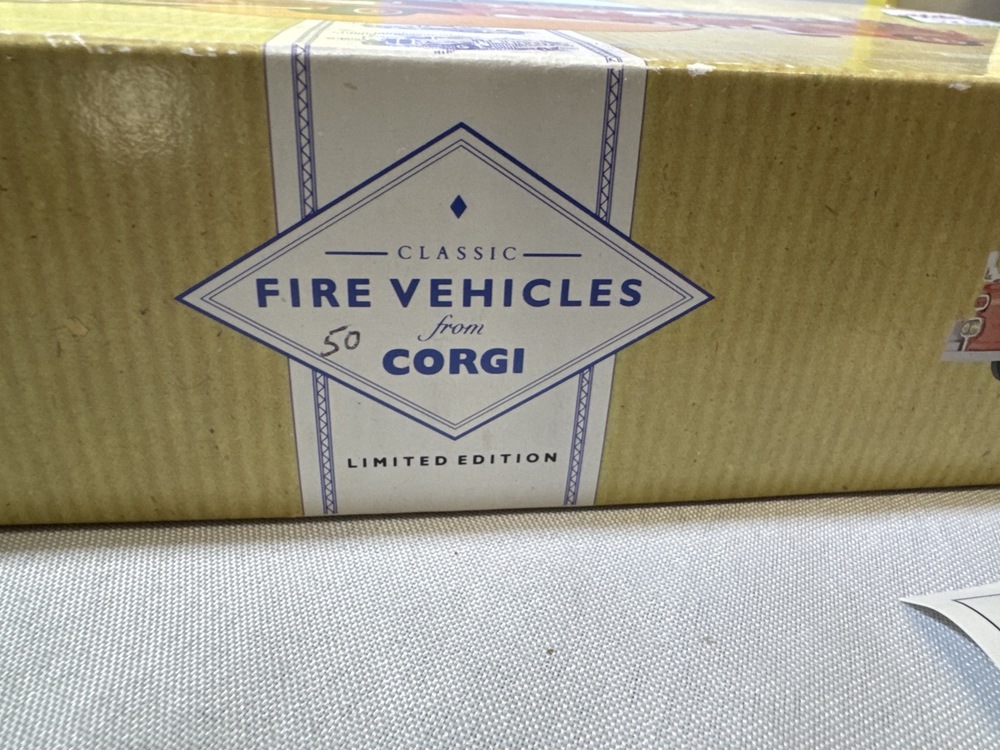 CLASSIC
FIRE VEHICLES
from
50
CORGI
LIMITED EDITION